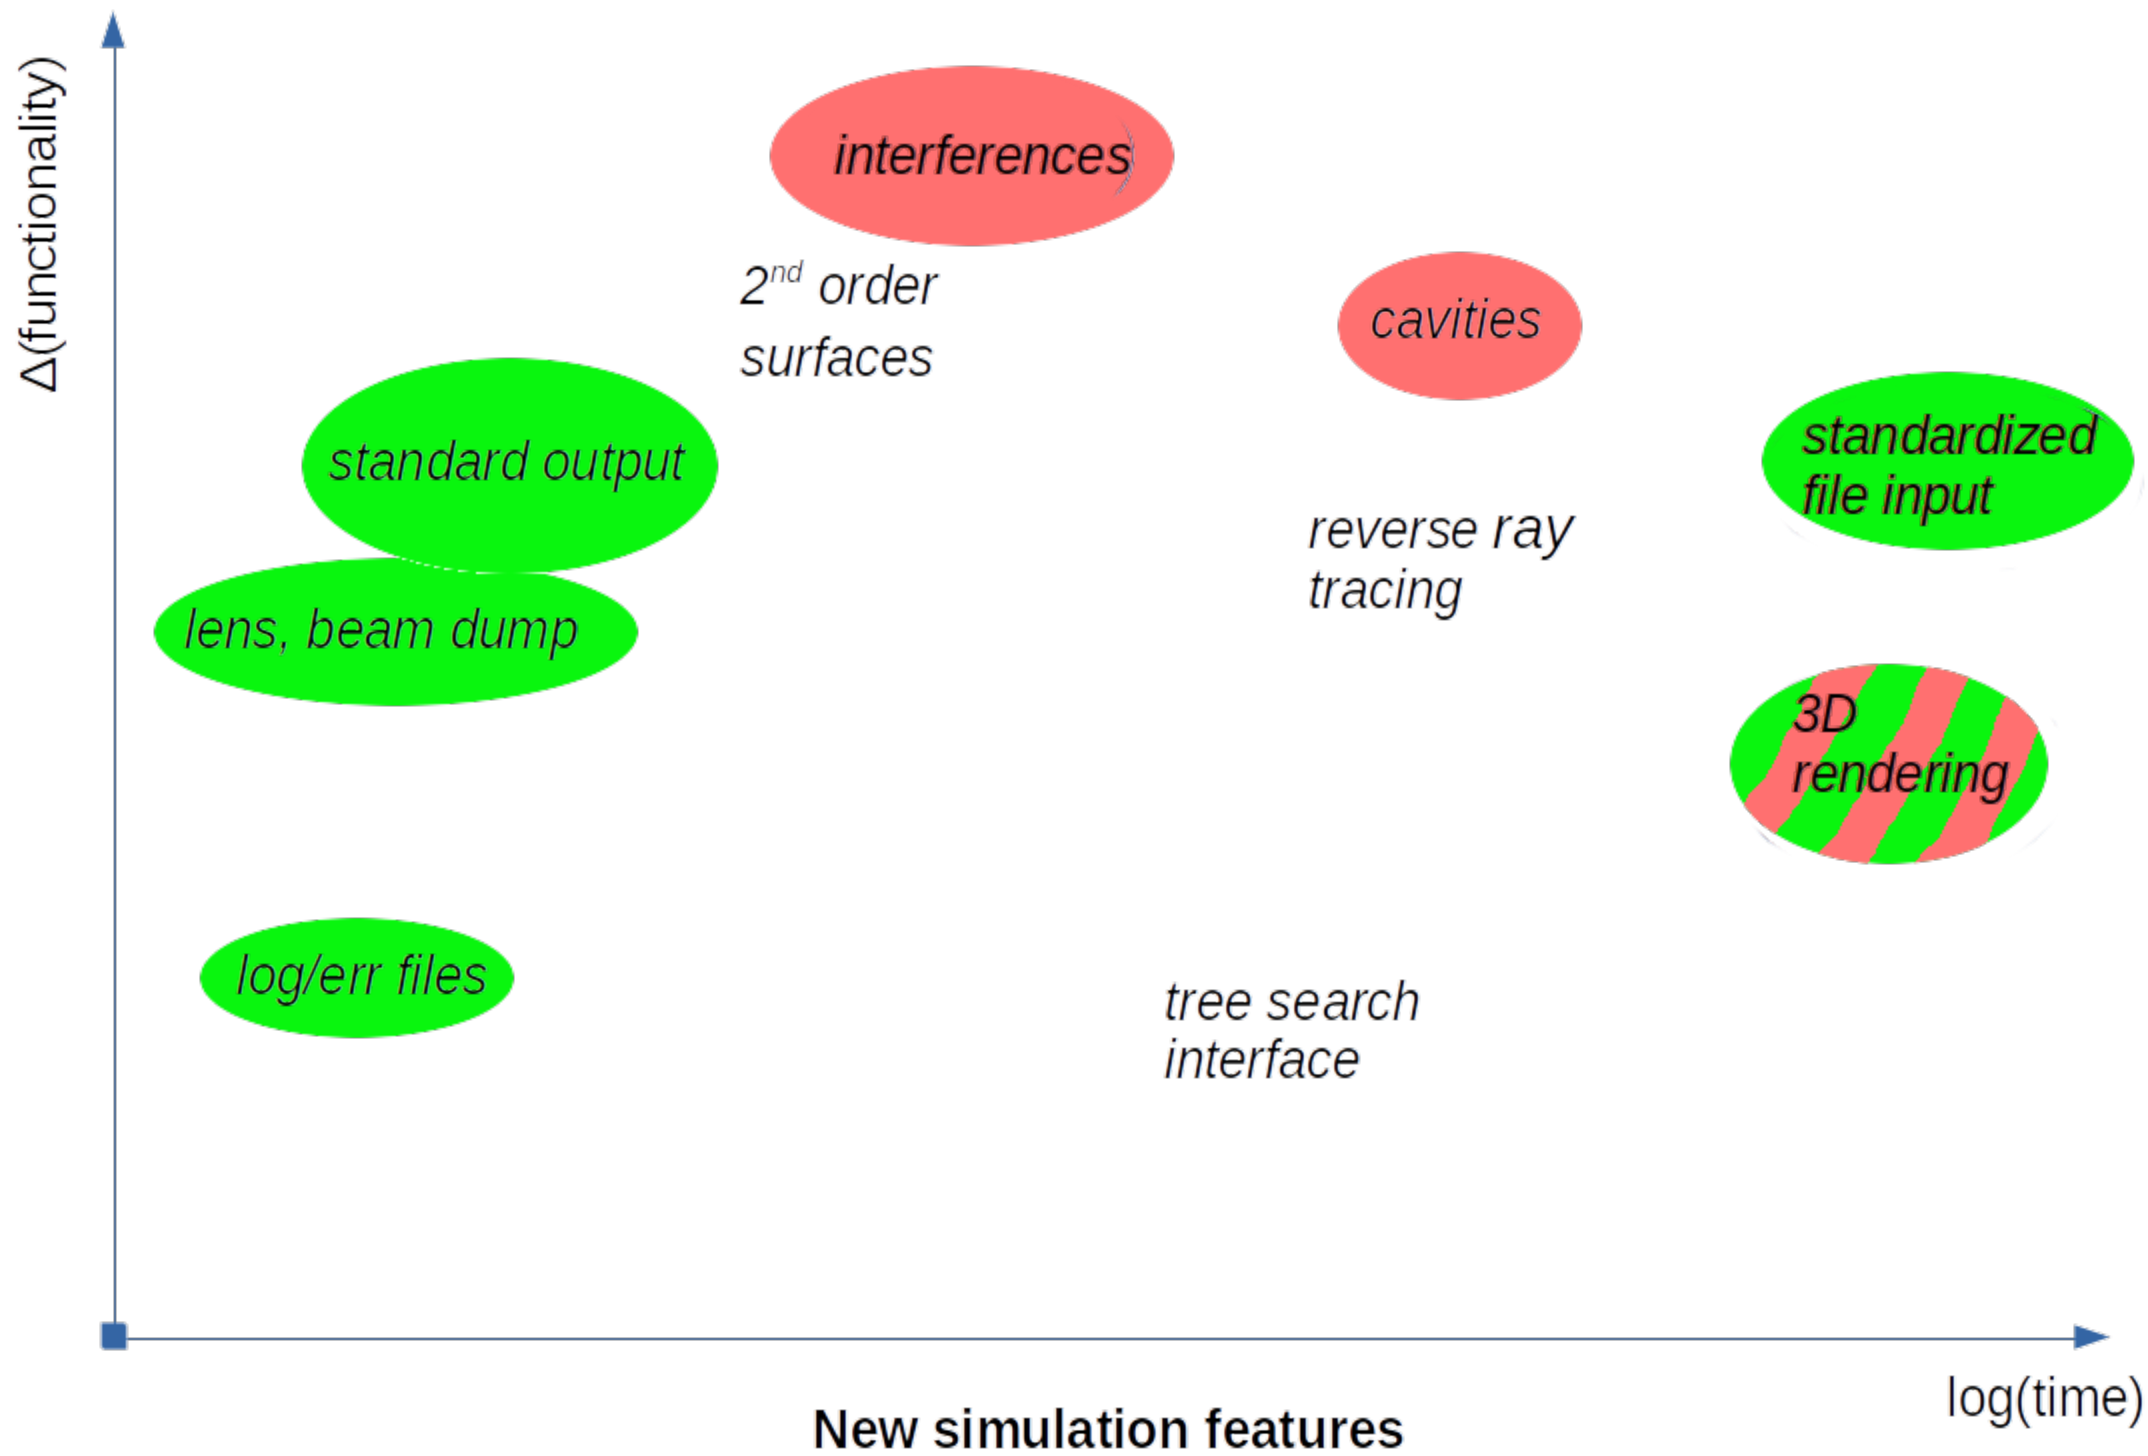 Δ(functionality)
interferences
2nd order
surfaces
cavities
standard output
standardized
file input
reverse ray
tracing
lens, beam dump
3D
rendering
log/err files
tree search
interface
log(time)
New simulation features